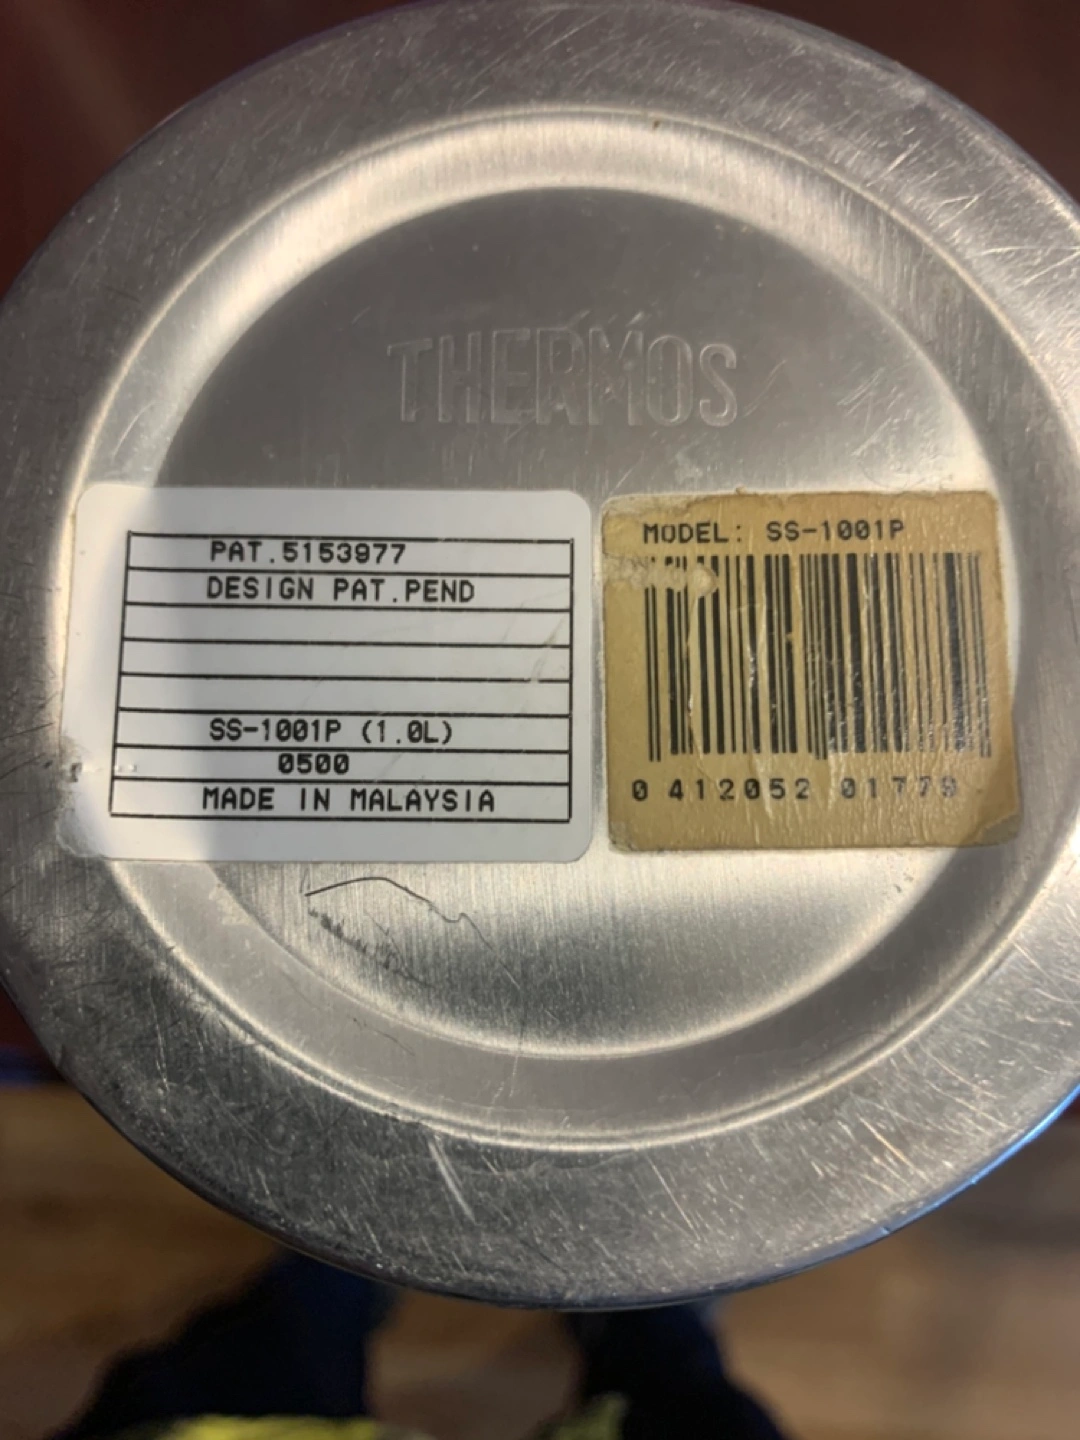 THERMOS
PAT.5153977
DESIGN PAT.PEND
SS-1001P (1.0L)
0500
MADE IN MALAYSIA
MODEL: SS-1001P
0 412052 01779